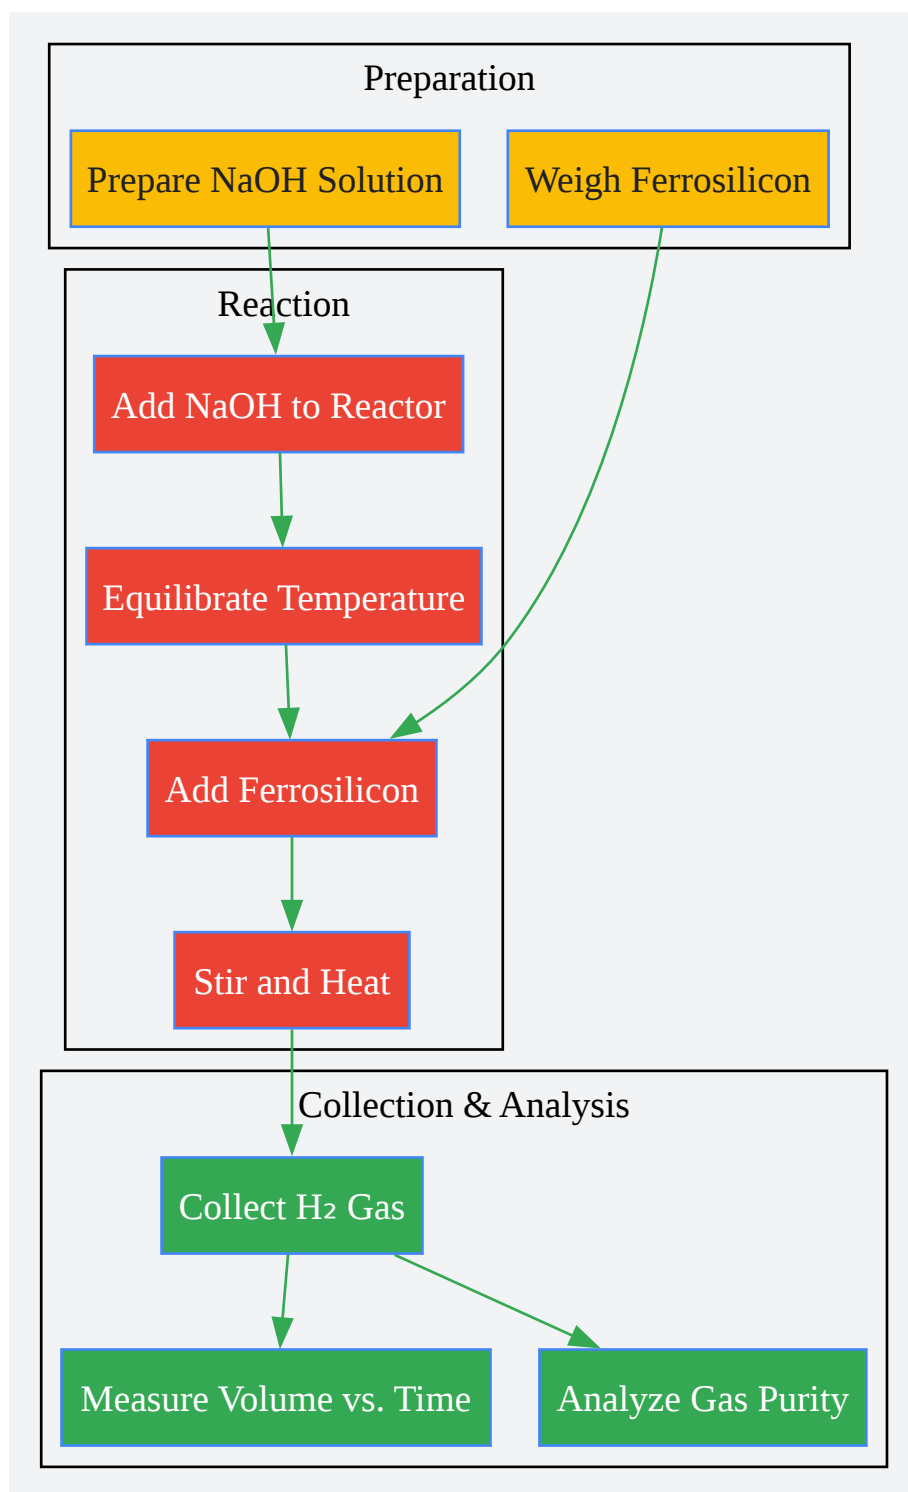 Preparation
Prepare NaOH Solution
Weigh Ferrosilicon
Reaction
Add NaOH to Reactor
Equilibrate Temperature
Add Ferrosilicon
Stir and Heat
Collection & Analysis
Collect H₂ Gas
Measure Volume vs. Time
Analyze Gas Purity